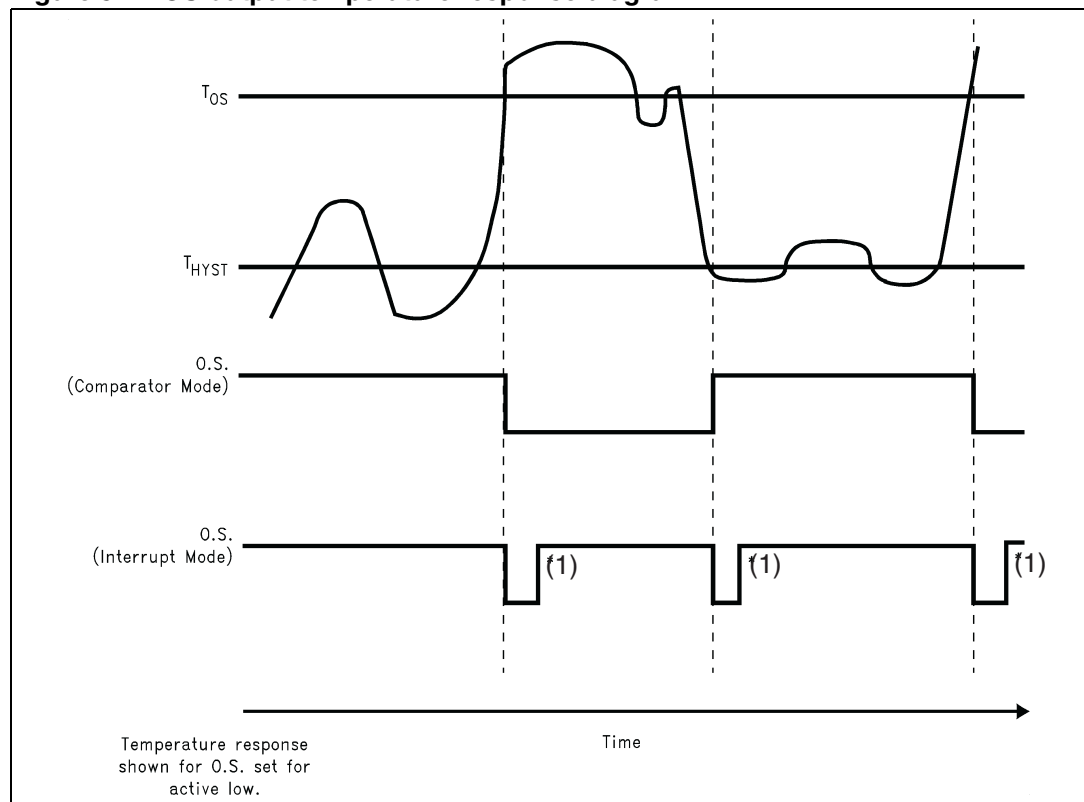 T_OS
T_HYST
O.S.
(Comparator Mode)
O.S.
(Interrupt Mode)
*(1)
*(1)
*(1)
Time
Temperature response
shown for O.S. set for
active low.